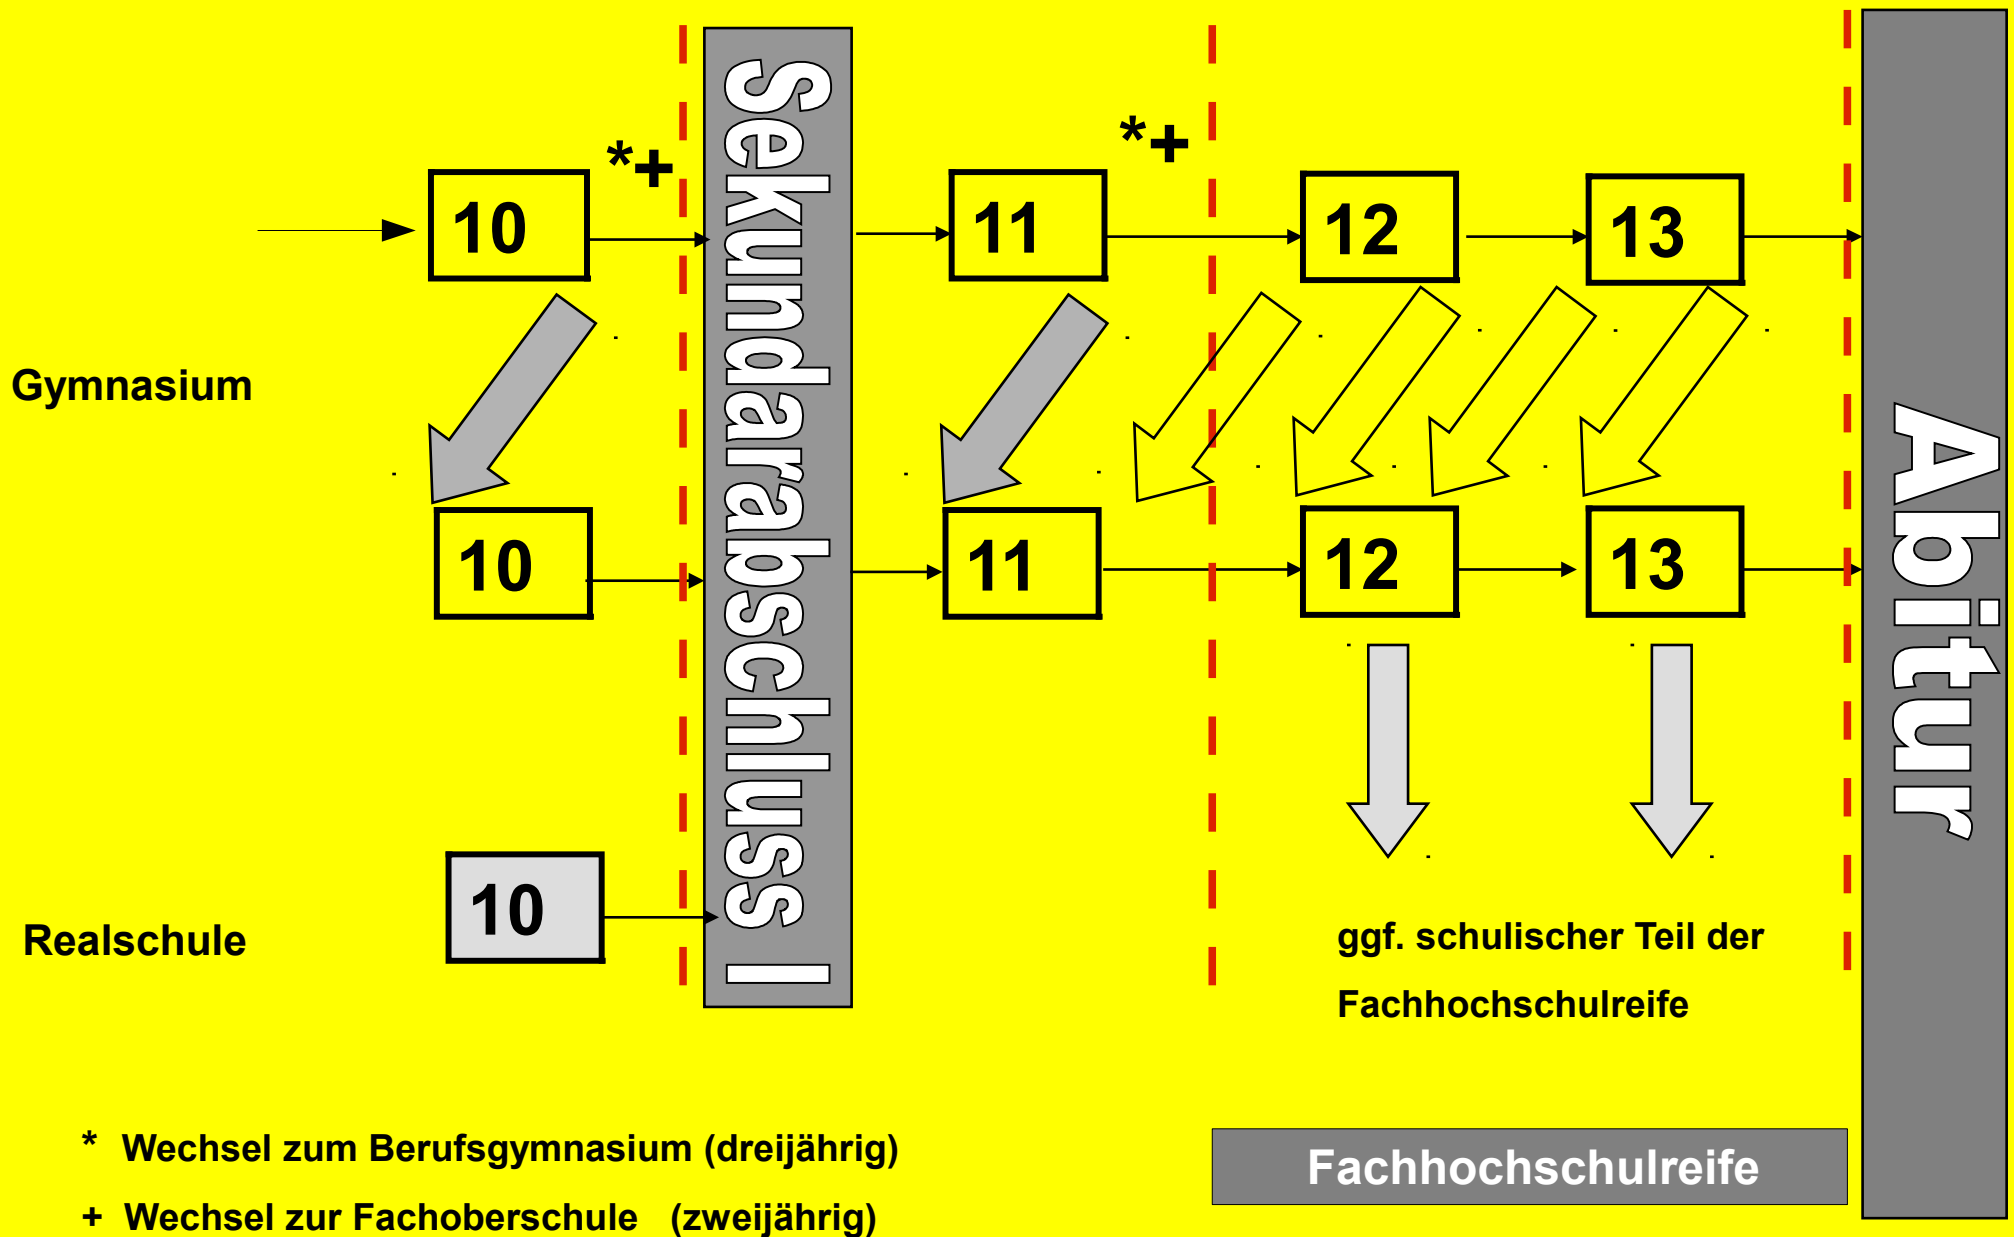 *+
*+
10
11
12
13
Gymnasium
10
11
12
13
Sekundarabschluss I
Abitur
10
Realschule
ggf. schulischer Teil der
Fachhochschulreife
* Wechsel zum Berufsgymnasium (dreijährig)
+ Wechsel zur Fachoberschule (zweijährig)
Fachhochschulreife